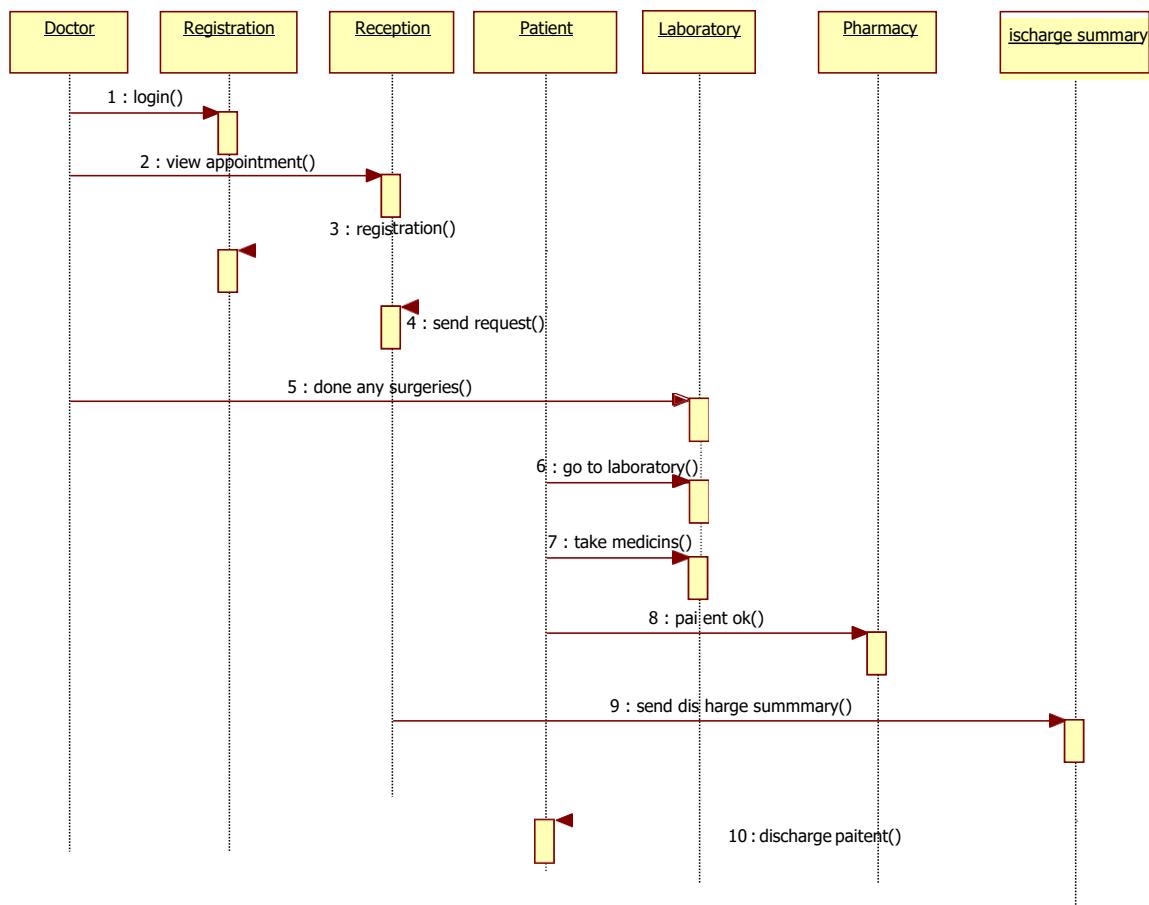 Doctor
Registration
Reception
Patient
Laboratory
Pharmacy
ischarge summary
1 : login()
2 : view appointment()
3 : registration()
4 : send request()
5 : done any surgeries()
6 : go to laboratory()
7 : take medicins()
8 : pai ent ok()
9 : send dis harge summmary()
10 : discharge paitent()